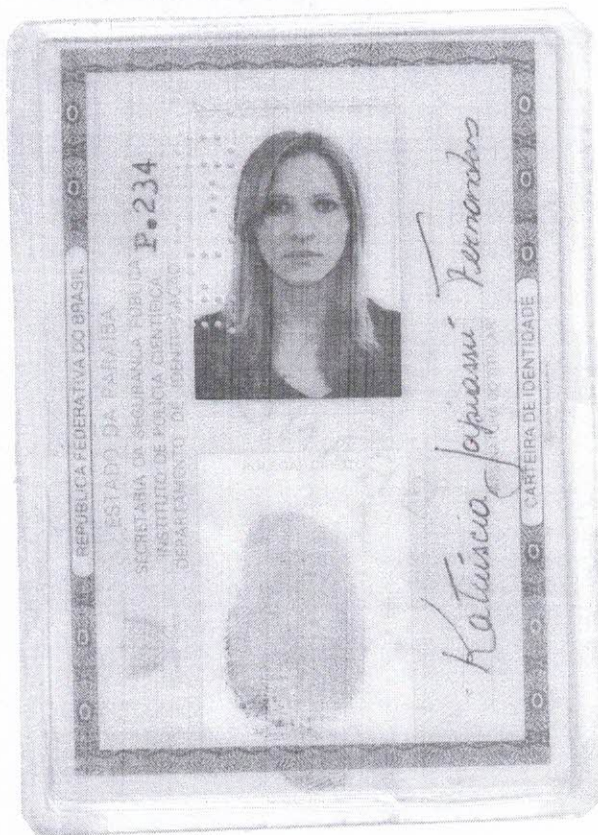 REPÚBLICA FEDERATIVA DO BRASIL
ESTADO DA PARAÍBA
SECRETARIA DA SEGURANÇA PÚBLICA
INSTITUTO DE POLÍCIA CIENTÍFICA
DEPARTAMENTO DE IDENTIFICAÇÃO
P.234
Katiúscia Japiassú Fernandes
CARTEIRA DE IDENTIDADE